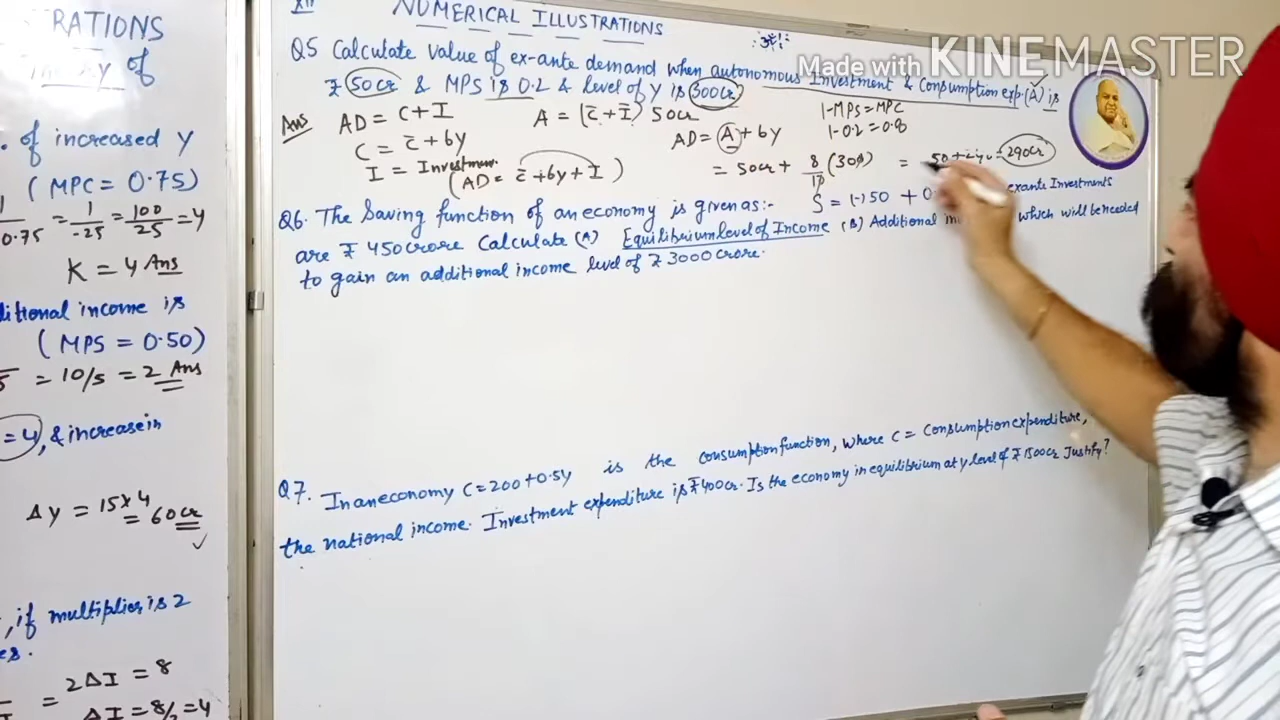 Made with KINEMASTER
TRATIONS
of
. of increased Y
(MPC = 0.75)
1/0.75 = 1/.25 = 100/25 = 4
K = 4 Ans
ditional income is
(MPS = 0.50)
= 10/5 = 2 Ans
= 4, & increase in
Δy = 15 x 4
= 60cr
, if multiplier is 2
es.
= 2ΔI = 8
ΔI = 8/2 = 4
XII
NUMERICAL ILLUSTRATIONS
Q5 Calculate value of ex-ante demand when autonomous Investment & Consumption exp. (A) is
₹ 50cr & MPS is 0.2 & level of Y is 300cr
Ans AD = C + I
C = c̄ + by
I = Investment
(AD = c̄ + by + I)
A = (c̄ + Ī) 50cr
AD = A + by
= 50cr + 8/10 (300) = 290cr
1-MPS = MPC
1-0.2 = 0.8
Q6. The Saving function of an economy is given as :- S = (-)50 + 0 exante Investments
are ₹ 450 crore Calculate (A) Equilibrium level of Income (B) Additional which will be needed
to gain an additional income level of ₹ 3000 crore.
Q7. In an economy C = 200 + 0.5y is the consumption function, where C = Consumption expenditure,
the national income. Investment expenditure is ₹ 400cr. Is the economy in equilibrium at y level of ₹ 1500cr Justify?